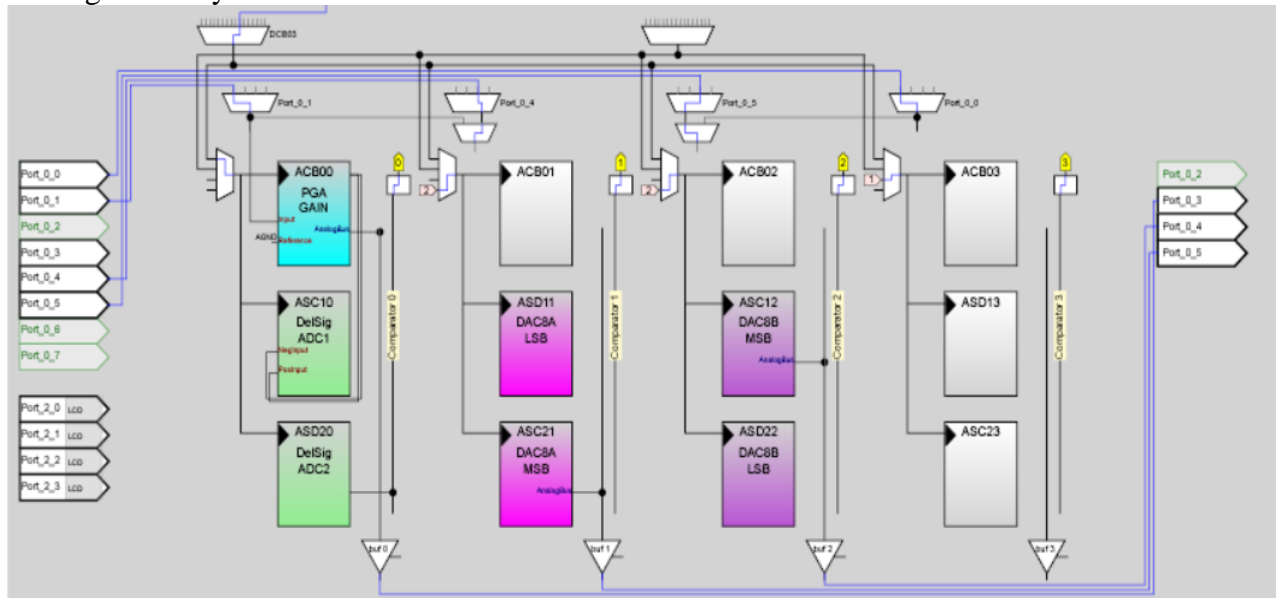 DCB03
Port_0_1
Port_0_4
Port_0_5
Port_0_0
Port_0_0
Port_0_1
Port_0_2
Port_0_3
Port_0_4
Port_0_5
Port_0_6
Port_0_7
Port_2_0 LCD
Port_2_1 LCD
Port_2_2 LCD
Port_2_3 LCD
ACB00
PGA
GAIN
Input
AnalogBus
AGND
Reference
ASC10
DelSig
ADC1
NegInput
PosInput
ASD20
DelSig
ADC2
0
Comparator 0
buf 0
2
ACB01
ASD11
DAC8A
LSB
ASC21
DAC8A
MSB
AnalogBus
1
Comparator 1
buf 1
2
ACB02
ASC12
DAC8B
MSB
AnalogBus
ASD22
DAC8B
LSB
2
Comparator 2
buf 2
1
ACB03
ASD13
ASC23
3
Comparator 3
buf 3
Port_0_2
Port_0_3
Port_0_4
Port_0_5